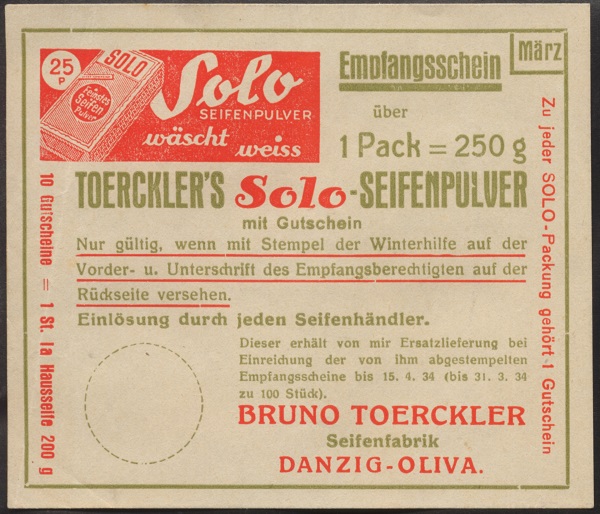 25
P
SOLO
Feinstes
Seifen
Pulver
Solo
SEIFENPULVER
wäscht weiss
Empfangsschein
März
über
1 Pack = 250 g
TOERCKLER'S Solo-SEIFENPULVER
mit Gutschein
Nur gültig, wenn mit Stempel der Winterhilfe auf der
Vorder- u. Unterschrift des Empfangsberechtigten auf der
Rückseite versehen.
Einlösung durch jeden Seifenhändler.
Dieser erhält von mir Ersatzlieferung bei
Einreichung der von ihm abgestempelten
Empfangsscheine bis 15. 4. 34 (bis 31. 3. 34
zu 100 Stück).
BRUNO TOERCKLER
Seifenfabrik
DANZIG-OLIVA.
10 Gutscheine = 1 St. Ia Hausseife 200 g
Zu jeder SOLO-Packung gehört 1 Gutschein